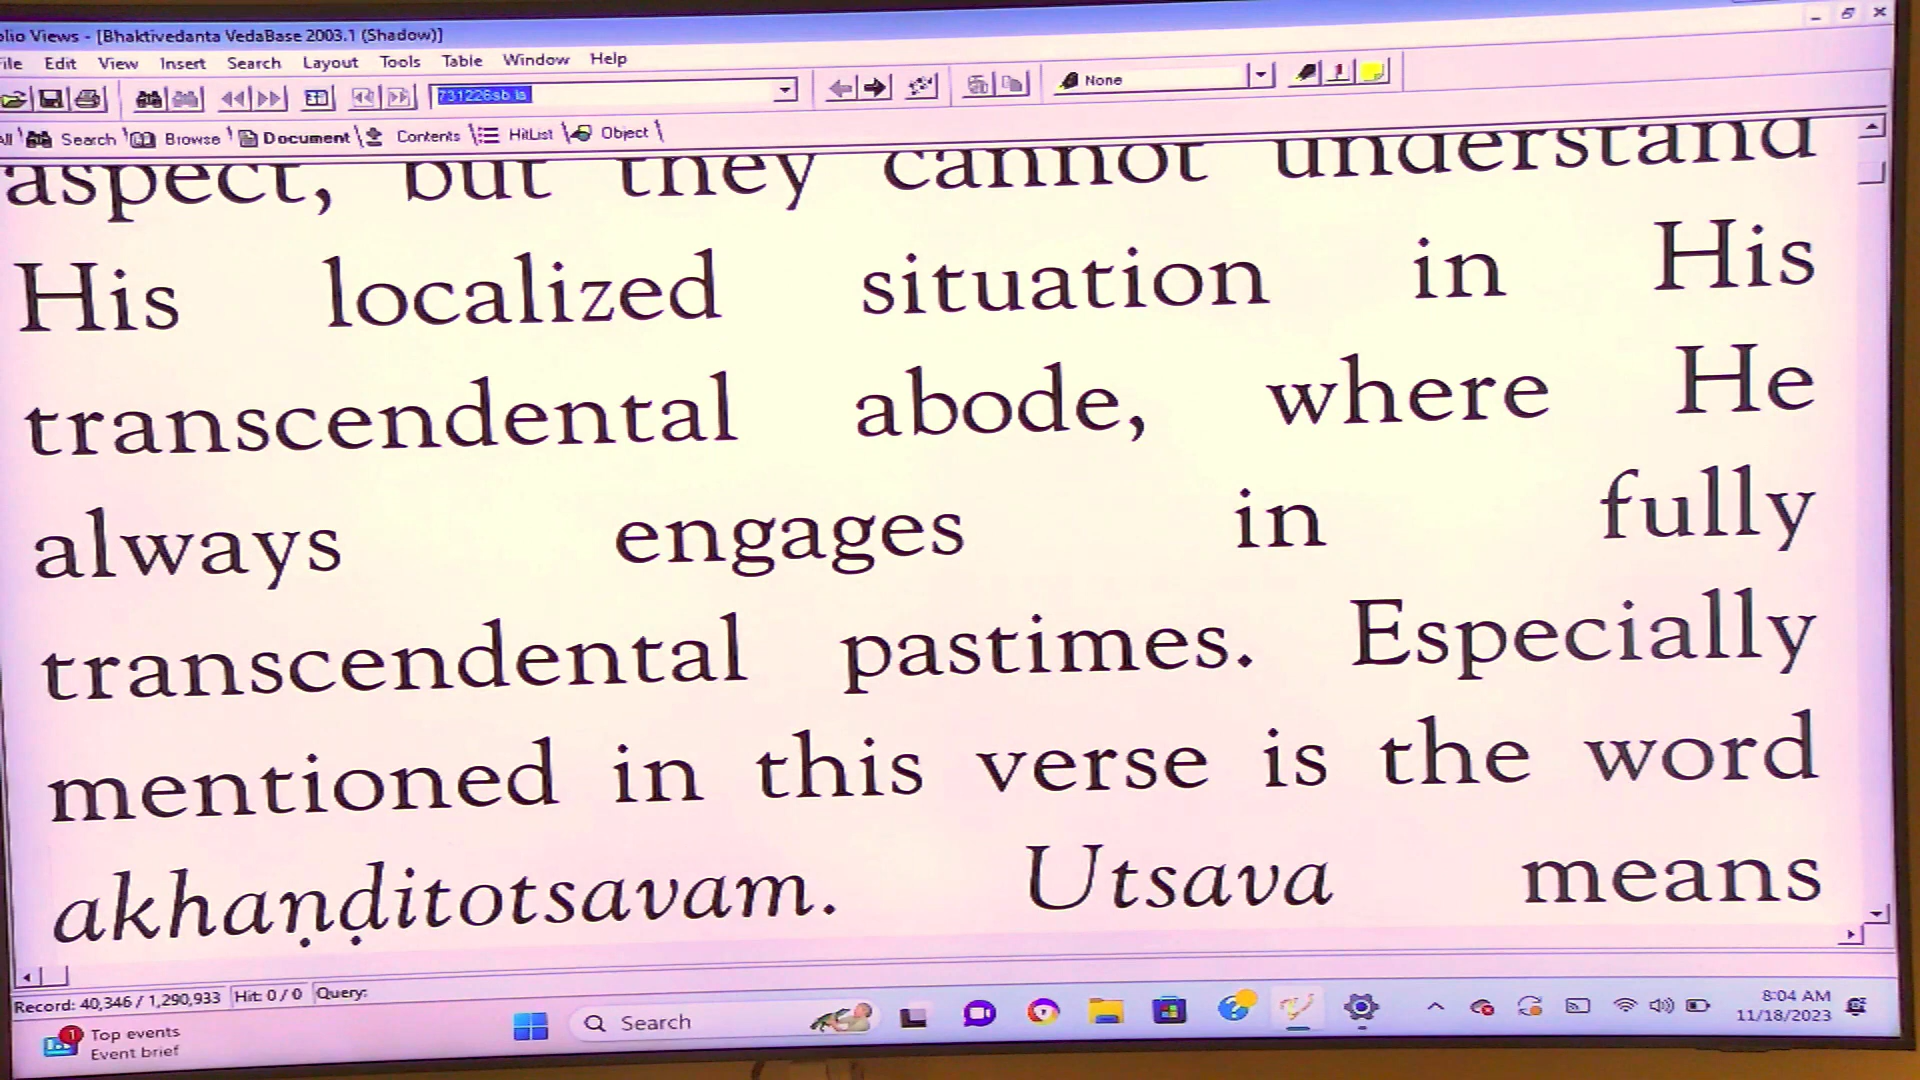 olio Views - [Bhaktivedanta VedaBase 2003.1 (Shadow)]
File Edit View Insert Search Layout Tools Table Window Help
731226sb.la
None
All Search Browse Document Contents HitList Object
aspect, but they cannot understand
His localized situation in His
transcendental abode, where He
always engages in fully
transcendental pastimes. Especially
mentioned in this verse is the word
akhaṇḍitotsavam. Utsava means
Record: 40,346 / 1,290,933 Hit: 0 / 0 Query:
1 Top events
Event brief
Search
8:04 AM
11/18/2023